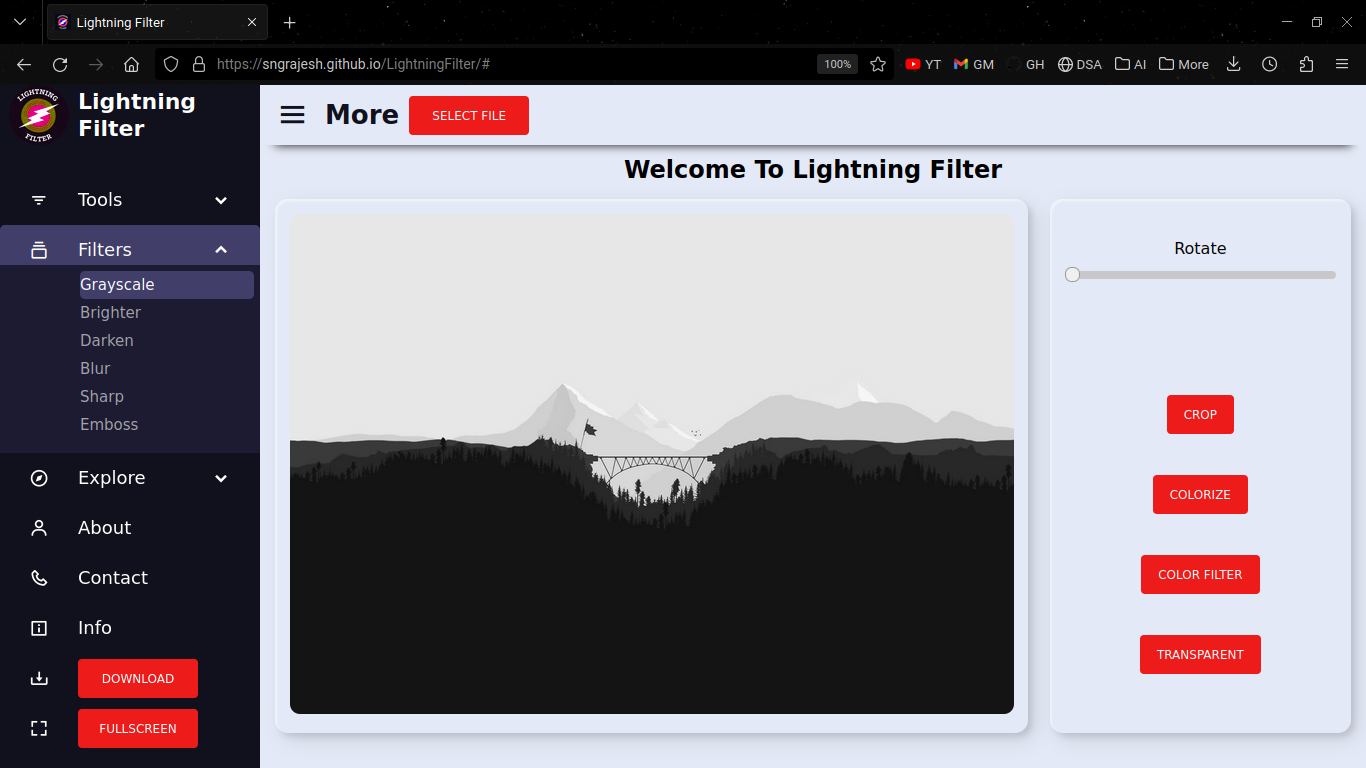 Lightning Filter
https://sngrajesh.github.io/LightningFilter/#
100%
YT
GM
GH
DSA
AI
More
LIGHTNING
FILTER
Lightning
Filter
Tools
Filters
Grayscale
Brighter
Darken
Blur
Sharp
Emboss
Explore
About
Contact
Info
DOWNLOAD
FULLSCREEN
More
SELECT FILE
Welcome To Lightning Filter
Rotate
CROP
COLORIZE
COLOR FILTER
TRANSPARENT